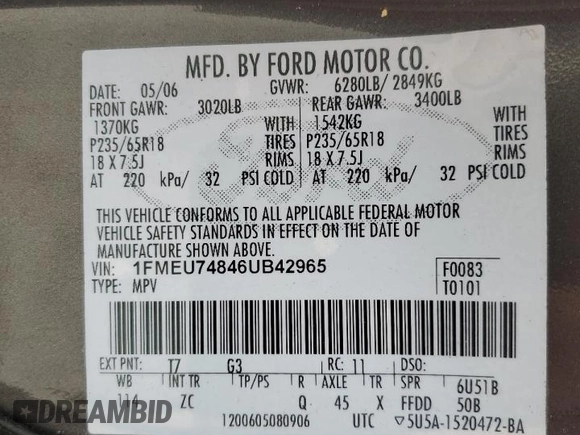 MFD. BY FORD MOTOR CO.
DATE: 05/06 GVWR: 6280LB/ 2849KG
FRONT GAWR: 3020LB REAR GAWR: 3400LB
1370KG WITH 1542KG WITH
P235/65R18 TIRES P235/65R18 TIRES
18 X 7.5J RIMS 18 X 7.5J RIMS
AT 220 kPa/ 32 PSI COLD AT 220 kPa/ 32 PSI COLD
THIS VEHICLE CONFORMS TO ALL APPLICABLE FEDERAL MOTOR
VEHICLE SAFETY STANDARDS IN EFFECT ON THE DATE OF
MANUFACTURE SHOWN ABOVE.
VIN: 1FMEU74846UB42965 F0083
TYPE: MPV T0101
EXT PNT: T7 G3 RC: 11 DSO:
WB INT TR TP/PS R AXLE TR SPR 6U51B
114 ZC Q 45 X FFDD 50B
1200605080906 UTC ▽5U5A-1520472-BA
DREAMBID